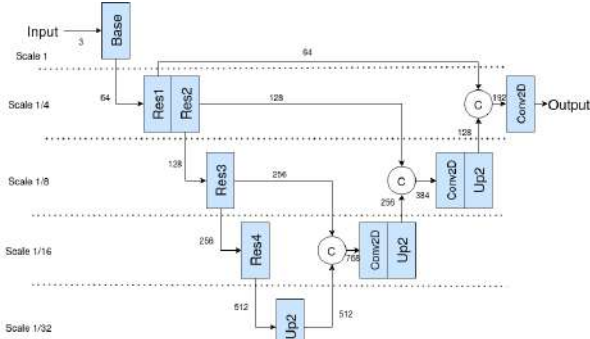 Input
3
Base
Scale 1
64
Scale 1/4
64
Res1
Res2
128
C
192
Conv2D
Output
128
Scale 1/8
128
Res3
256
C
384
Conv2D
Up2
256
Scale 1/16
256
Res4
C
768
Conv2D
Up2
512
512
Scale 1/32
Up2